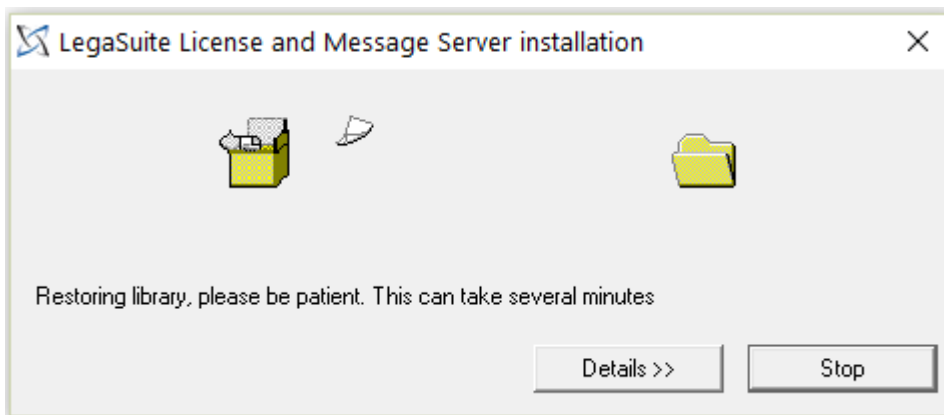 LegaSuite License and Message Server installation
Restoring library, please be patient. This can take several minutes
Details >>
Stop